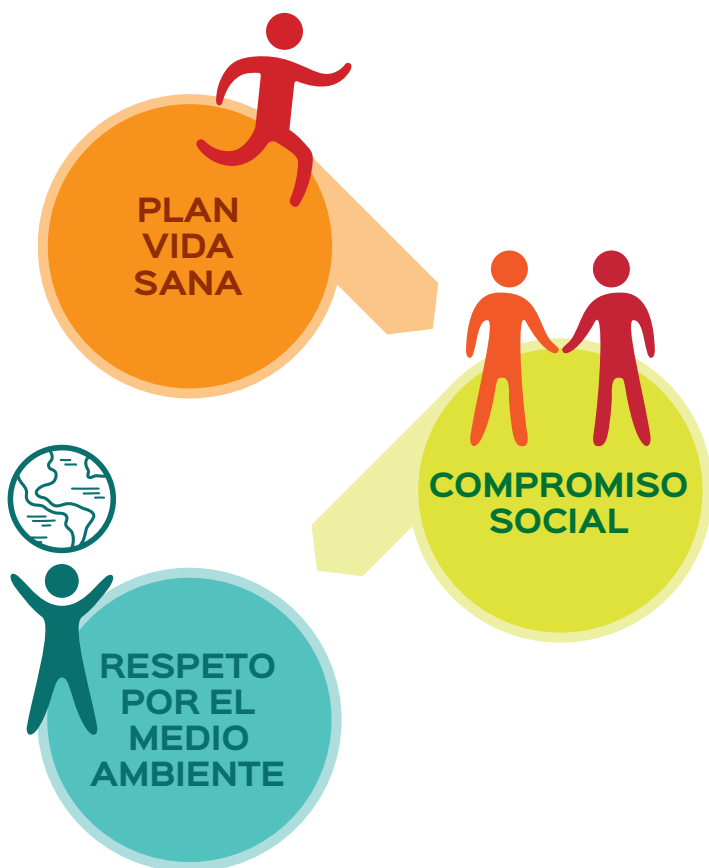 PLAN
VIDA
SANA
COMPROMISO
SOCIAL
RESPETO
POR EL
MEDIO
AMBIENTE